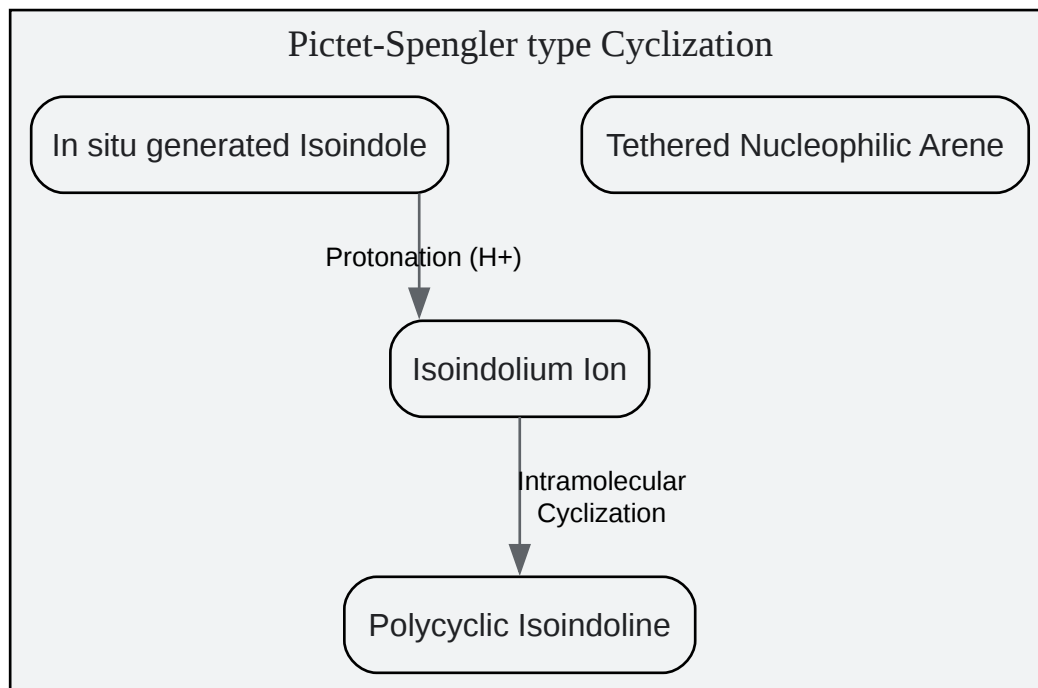 Pictet-Spengler type Cyclization
In situ generated Isoindole
Tethered Nucleophilic Arene
Protonation (H+)
Isoindolium Ion
Intramolecular
Cyclization
Polycyclic Isoindoline